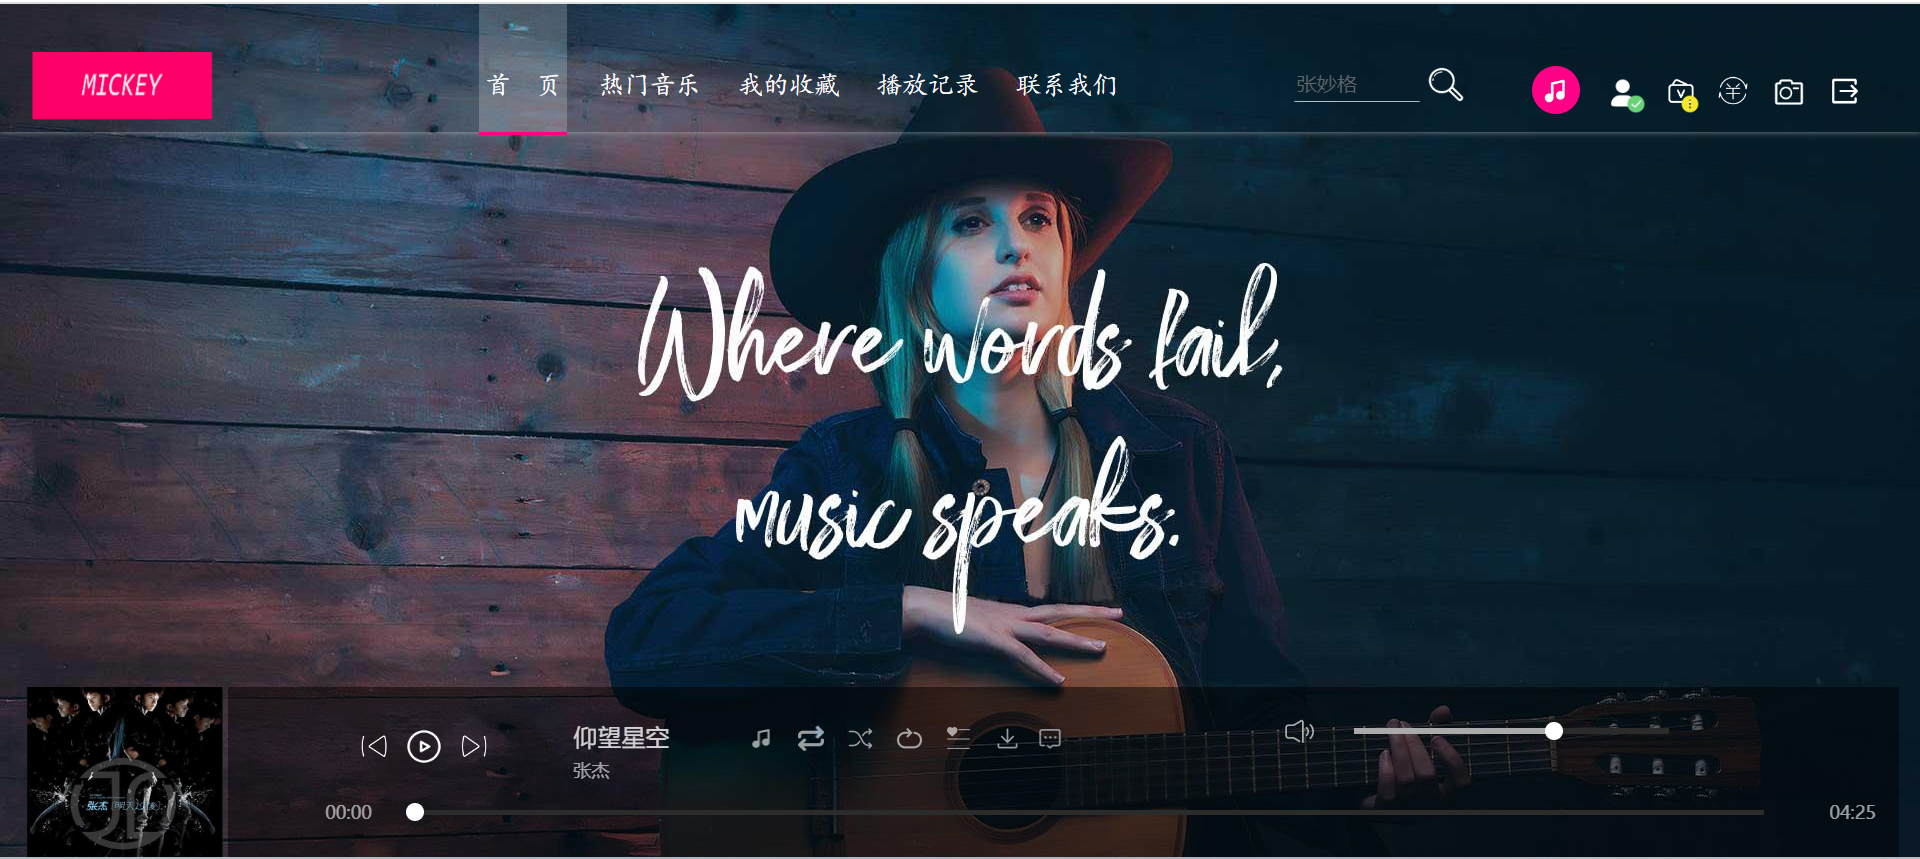 MICKEY
首 页
热门音乐
我的收藏
播放记录
联系我们
张妙格
Where words fail,
music speaks.
仰望星空
张杰
00:00
04:25
张杰